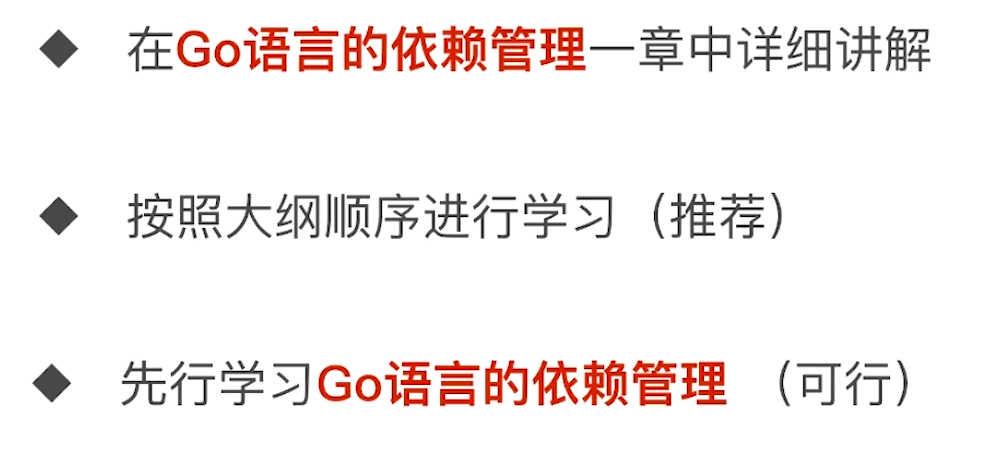 ◆ 在Go语言的依赖管理一章中详细讲解
◆ 按照大纲顺序进行学习（推荐）
◆ 先行学习Go语言的依赖管理（可行）